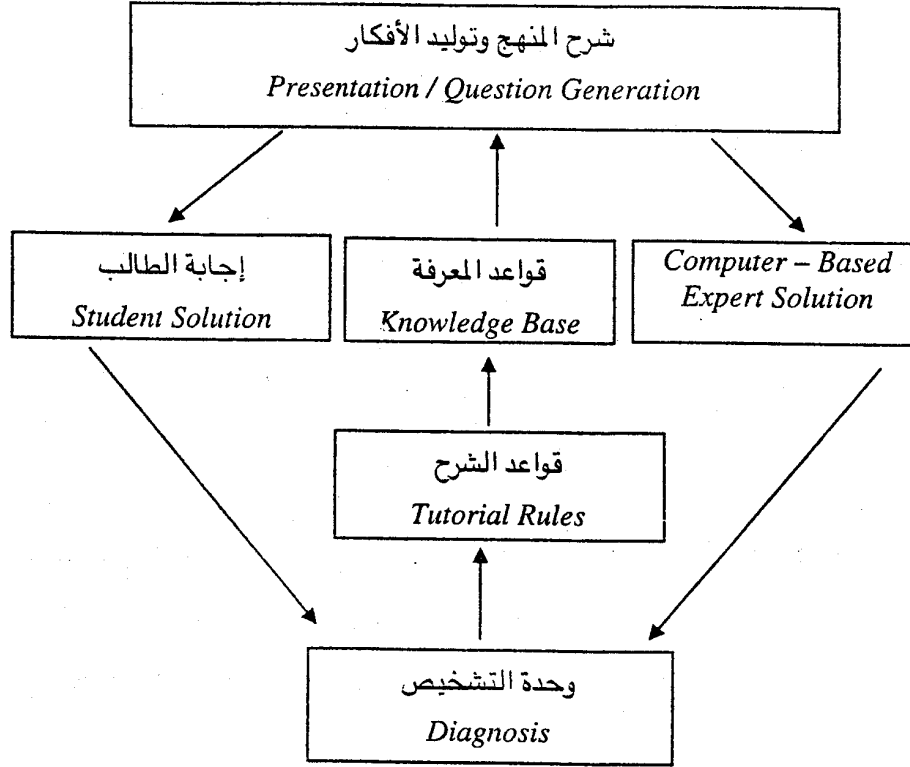 شرح المنهج وتوليد الأفكار
Presentation / Question Generation
إجابة الطالب
Student Solution
قواعد المعرفة
Knowledge Base
Computer – Based
Expert Solution
قواعد الشرح
Tutorial Rules
وحدة التشخيص
Diagnosis